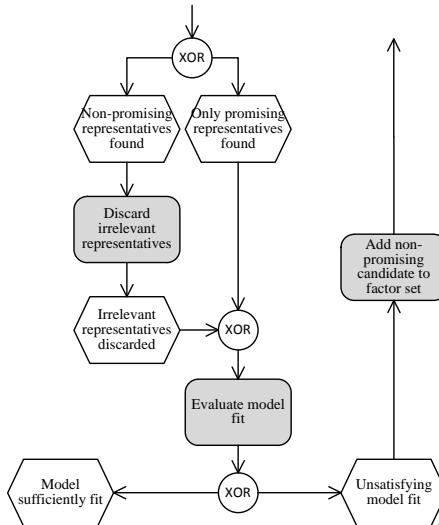 XOR
Non-promising
representatives
found
Only promising
representatives
found
Discard
irrelevant
representatives
Add non-
promising
candidate to
factor set
Irrelevant
representatives
discarded
XOR
Evaluate model
fit
Model
sufficiently fit
XOR
Unsatisfying
model fit